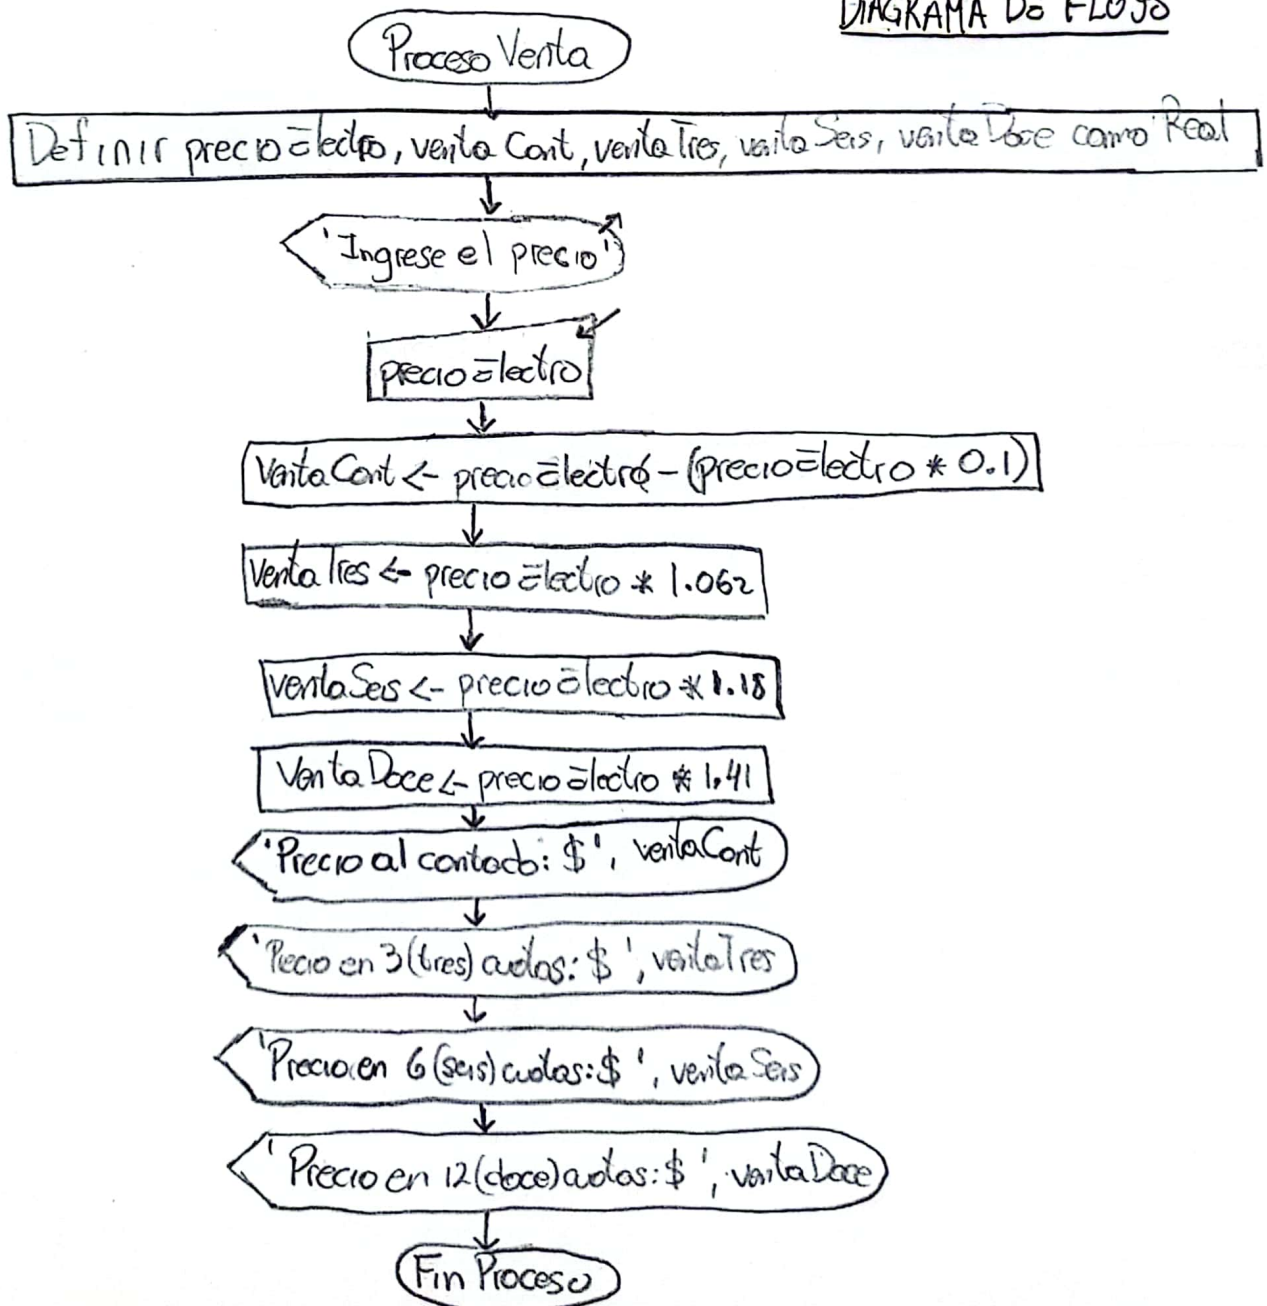 DIAGRAMA DE FLUJO
Proceso Venta
Definir precioElectro, ventaCont, ventaTres, ventaSeis, ventaDoce como Real
'Ingrese el precio'
precioElectro
VentaCont <- precioElectro - (precioElectro * 0.1)
VentaTres <- precioElectro * 1.062
ventaSeis <- precioElectro * 1.18
VentaDoce <- precioElectro * 1.41
'Precio al contado: $', ventaCont
'Pecio en 3 (tres) cuotas: $ ', ventaTres
'Precio en 6 (seis) cuotas: $ ', ventaSeis
'Precio en 12 (doce) cuotas: $ ', ventaDoce
Fin Proceso